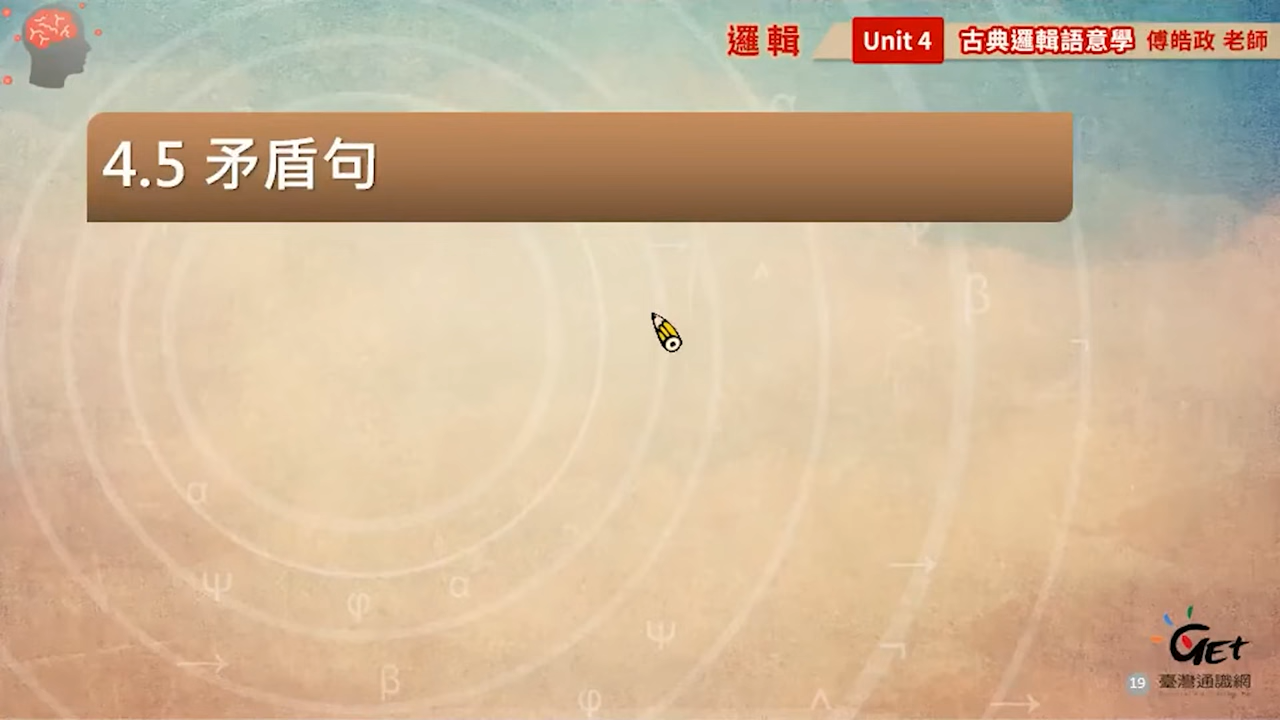 邏輯 Unit 4 古典邏輯語意學 傅皓政 老師
4.5 矛盾句
α
β
α
ψ
φ
α
ψ
β
φ
GET
19 臺灣通識網